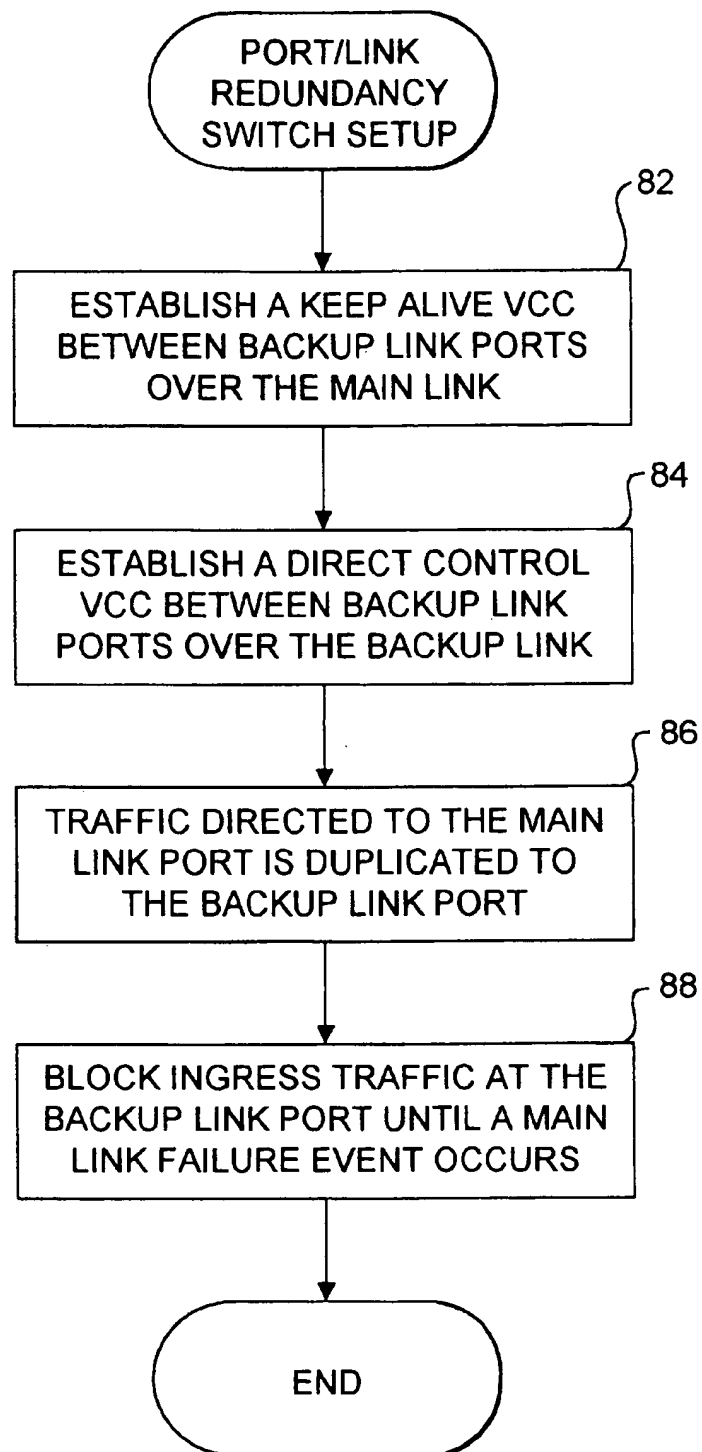 PORT/LINK
REDUNDANCY
SWITCH SETUP
82
ESTABLISH A KEEP ALIVE VCC
BETWEEN BACKUP LINK PORTS
OVER THE MAIN LINK
84
ESTABLISH A DIRECT CONTROL
VCC BETWEEN BACKUP LINK
PORTS OVER THE BACKUP LINK
86
TRAFFIC DIRECTED TO THE MAIN
LINK PORT IS DUPLICATED TO
THE BACKUP LINK PORT
88
BLOCK INGRESS TRAFFIC AT THE
BACKUP LINK PORT UNTIL A MAIN
LINK FAILURE EVENT OCCURS
END